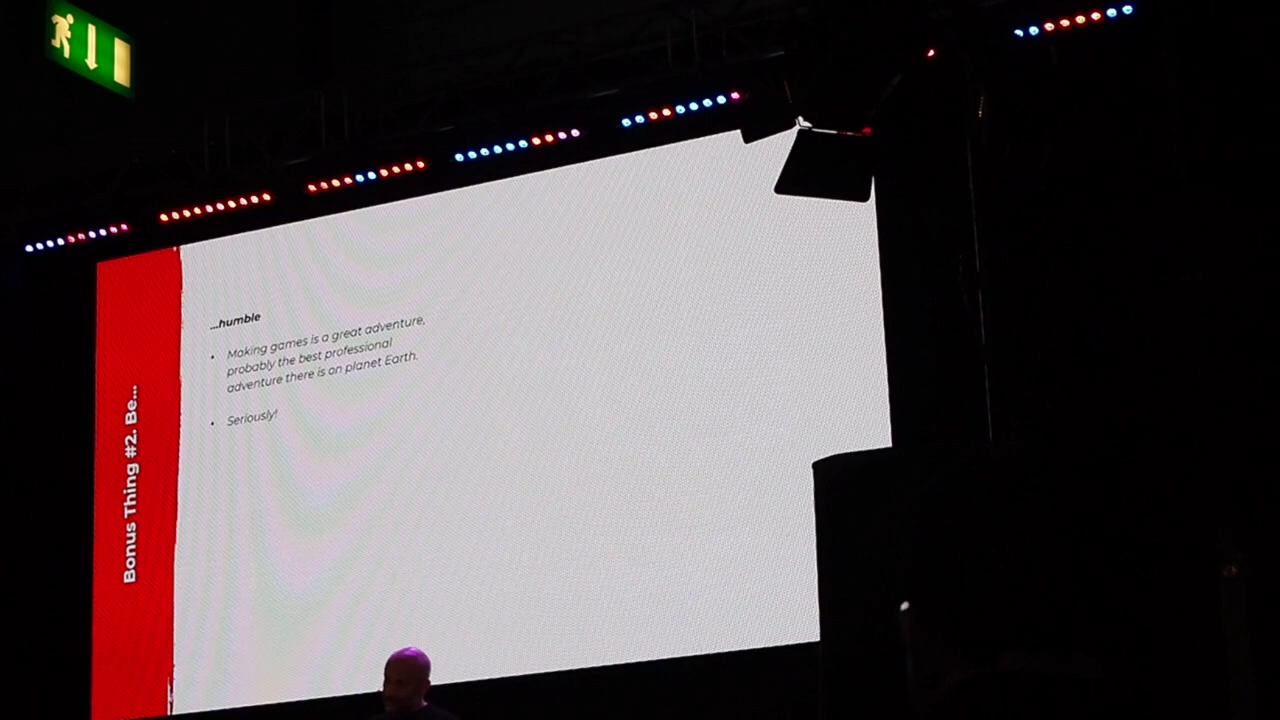 Bonus Thing #2. Be...
...humble
• Making games is a great adventure,
probably the best professional
adventure there is on planet Earth.
• Seriously!